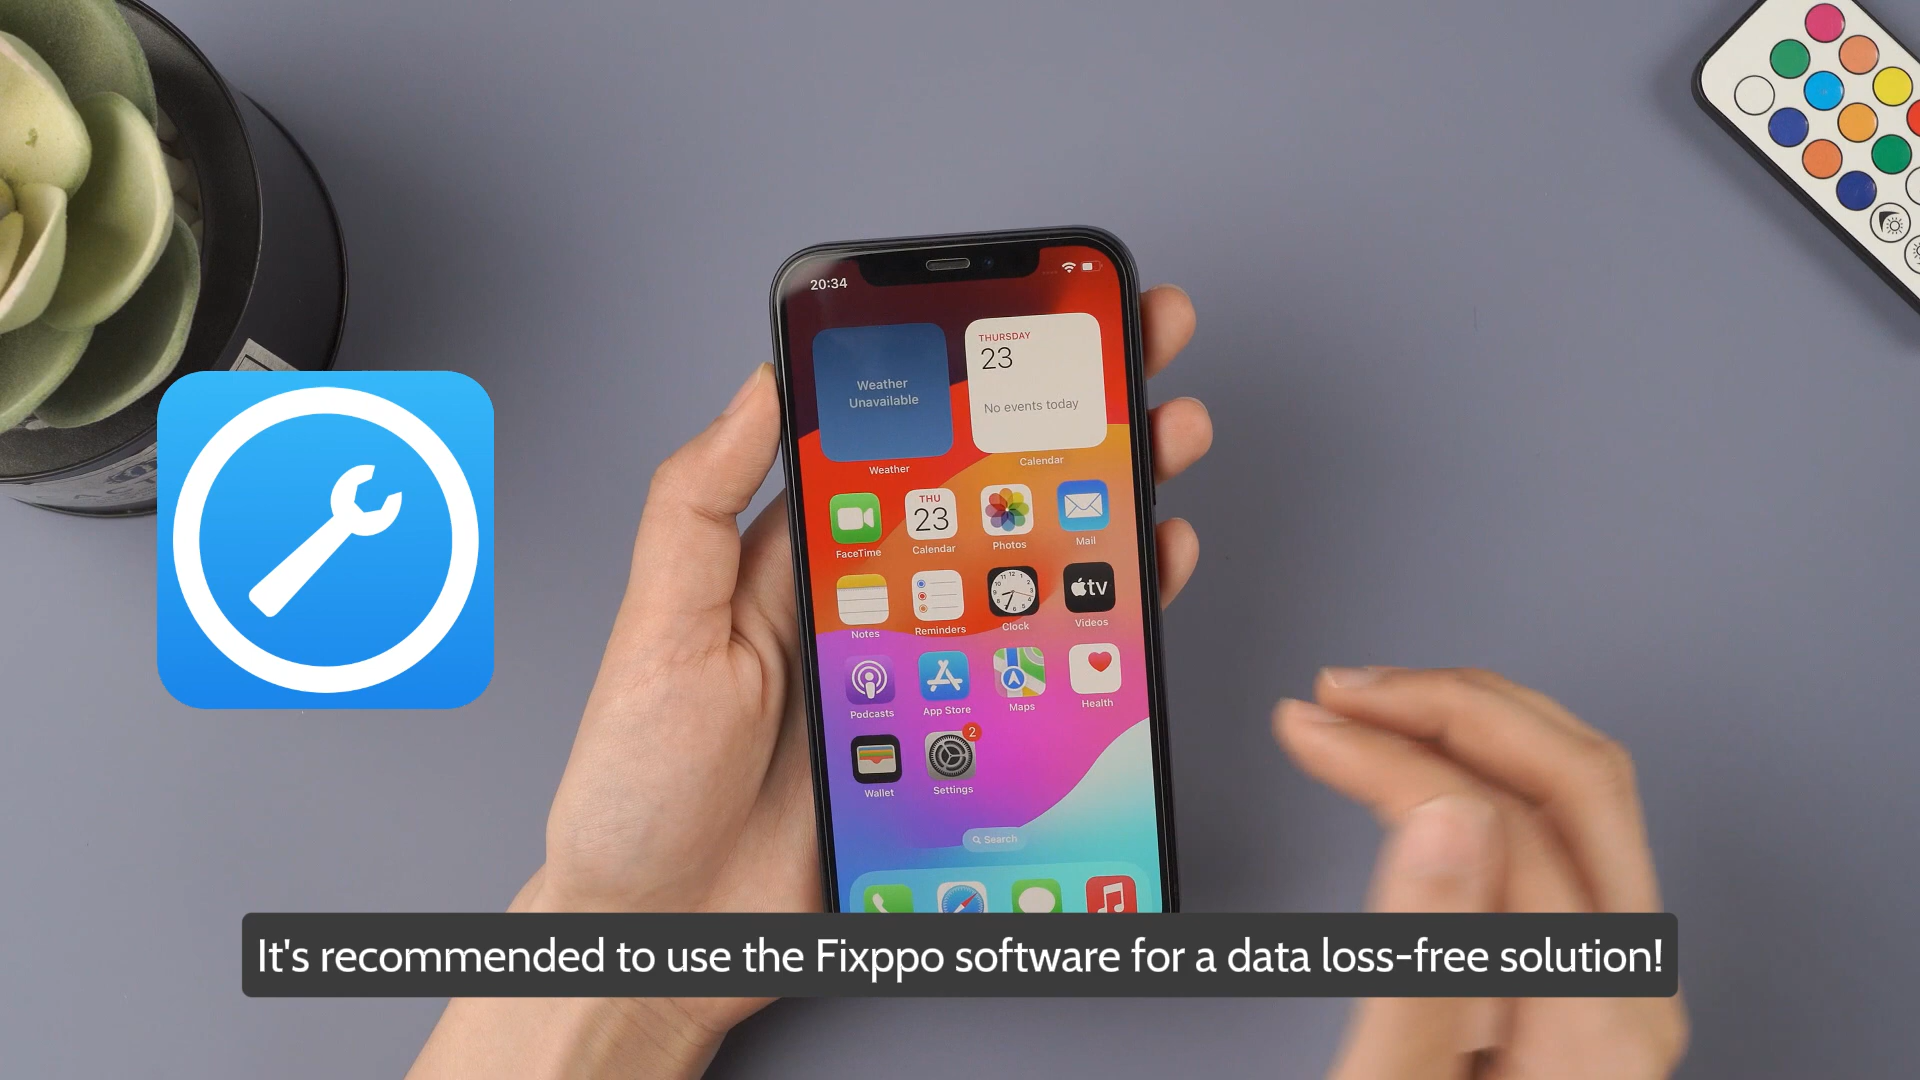 20:34
Weather
Unavailable
THURSDAY
23
No events today
Weather
Calendar
THU
23
FaceTime
Calendar
Photos
Mail
tv
Notes
Reminders
Clock
Videos
Podcasts
App Store
Maps
Health
2
Wallet
Settings
Search
It's recommended to use the Fixppo software for a data loss-free solution!